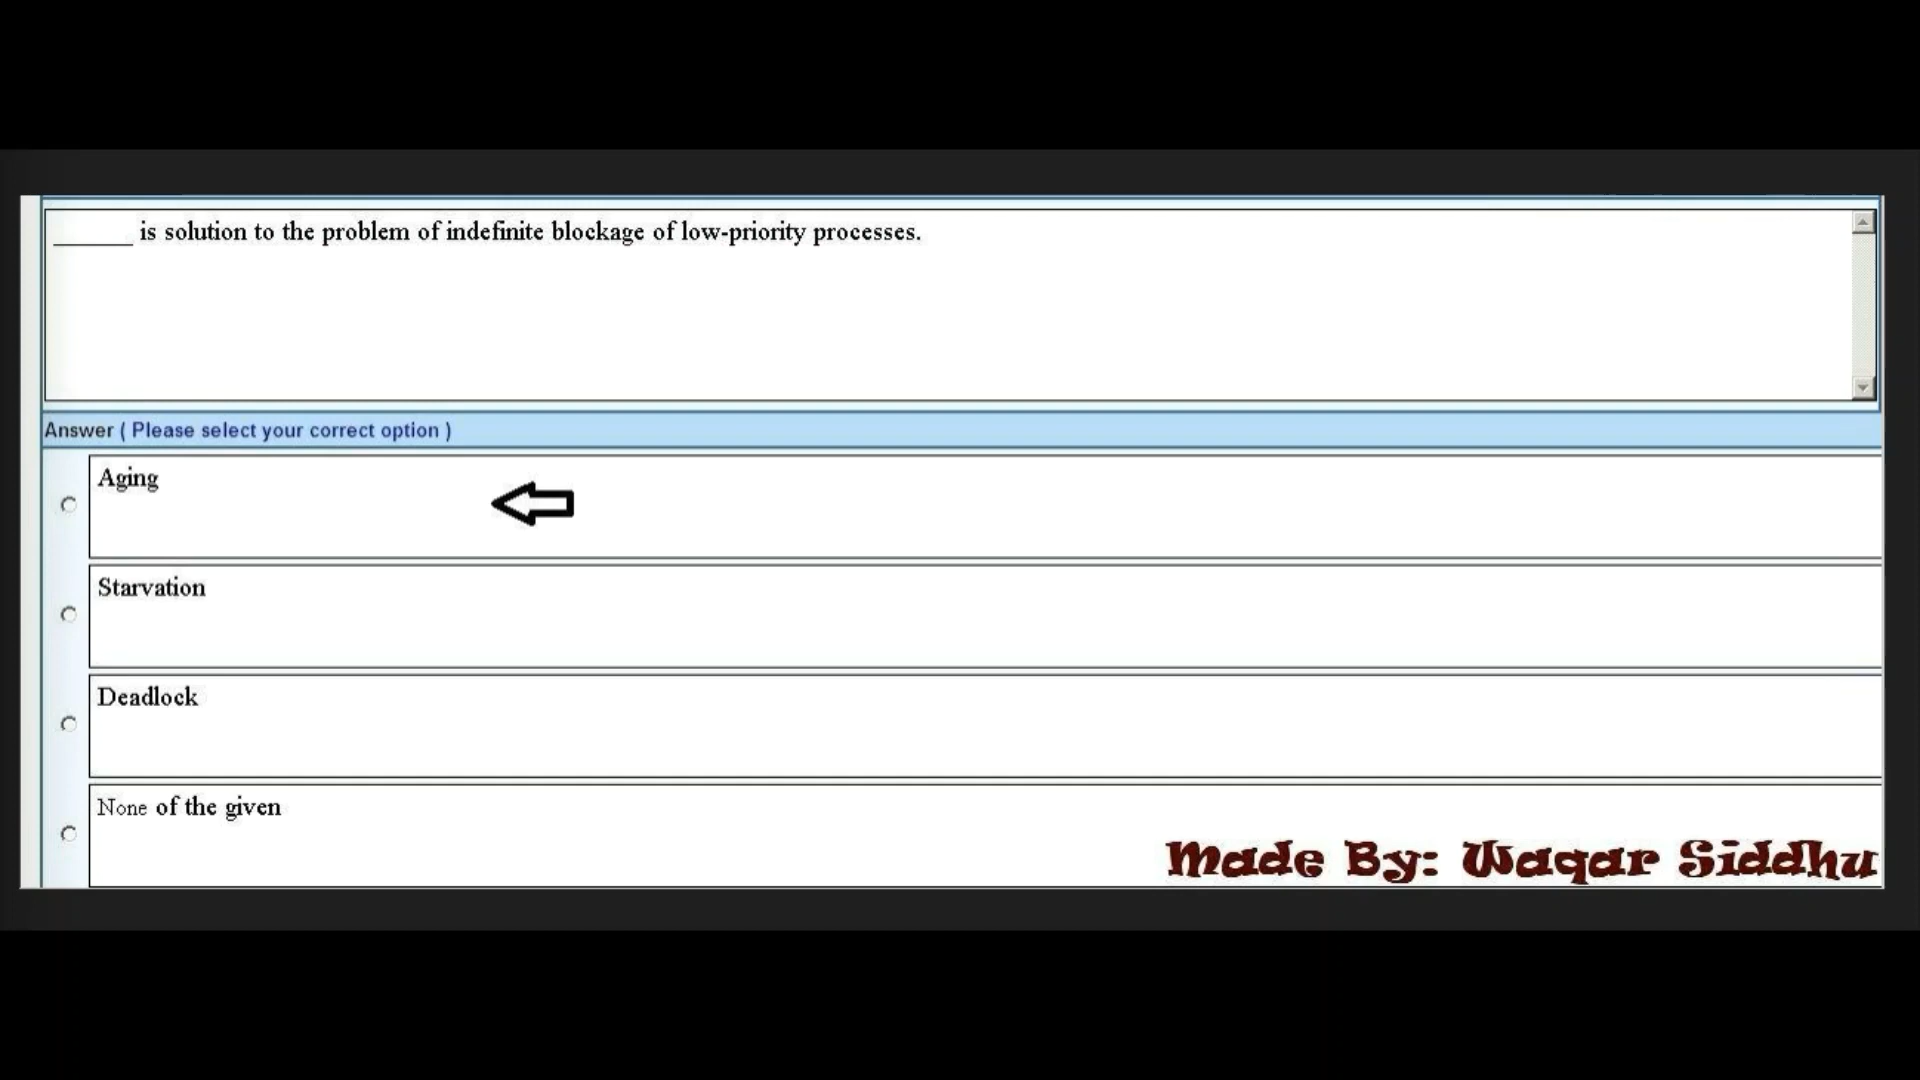 _______ is solution to the problem of indefinite blockage of low-priority processes.
Answer ( Please select your correct option )
Aging
Starvation
Deadlock
None of the given
Made By: Waqar Siddhu